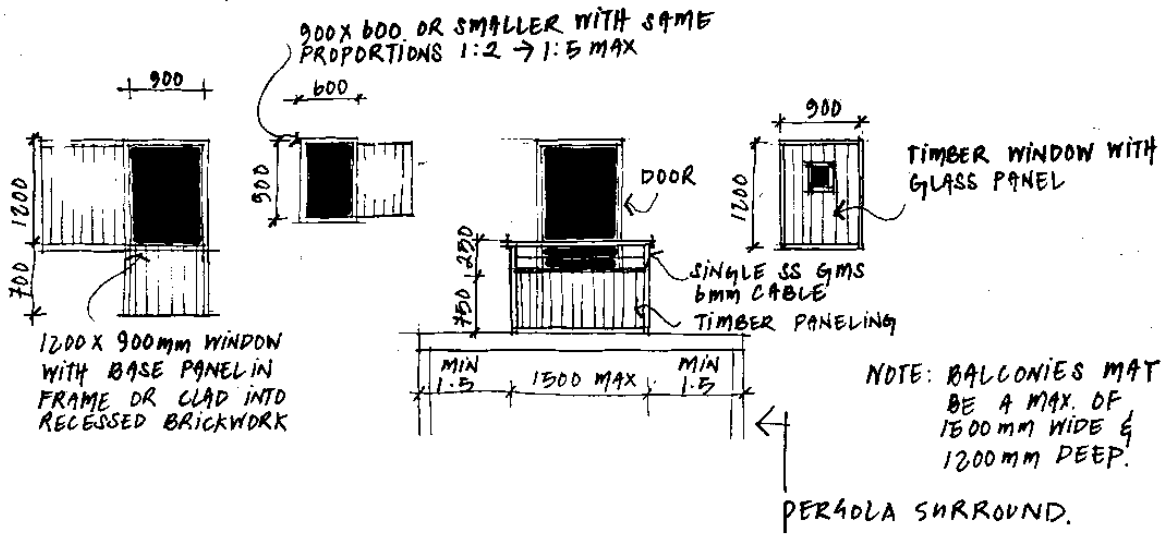 900 X 600 OR SMALLER WITH SAME
PROPORTIONS 1:2 → 1:5 MAX
900
600
900
1200
700
900
1200
DOOR
TIMBER WINDOW WITH
GLASS PANEL
250
750
SINGLE SS GMS
6mm CABLE
TIMBER PANELING
1200 X 900mm WINDOW
WITH BASE PANEL IN
FRAME OR CLAD INTO
RECESSED BRICKWORK
MIN
1.5
1500 MAX
MIN
1.5
NOTE: BALCONIES MAT
BE A MAX. OF
1500mm WIDE &
1200mm DEEP.
PERGOLA SURROUND.